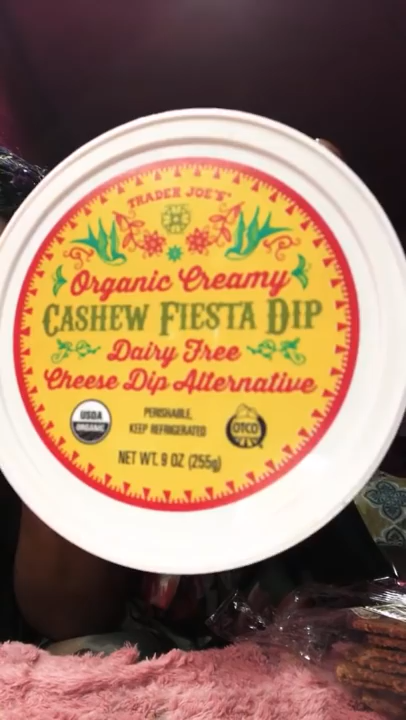 TRADER JOE'S
Organic Creamy
CASHEW FIESTA DIP
Dairy Free
Cheese Dip Alternative
USDA
ORGANIC
PERISHABLE,
KEEP REFRIGERATED
OTCO
NET WT. 9 OZ (255g)